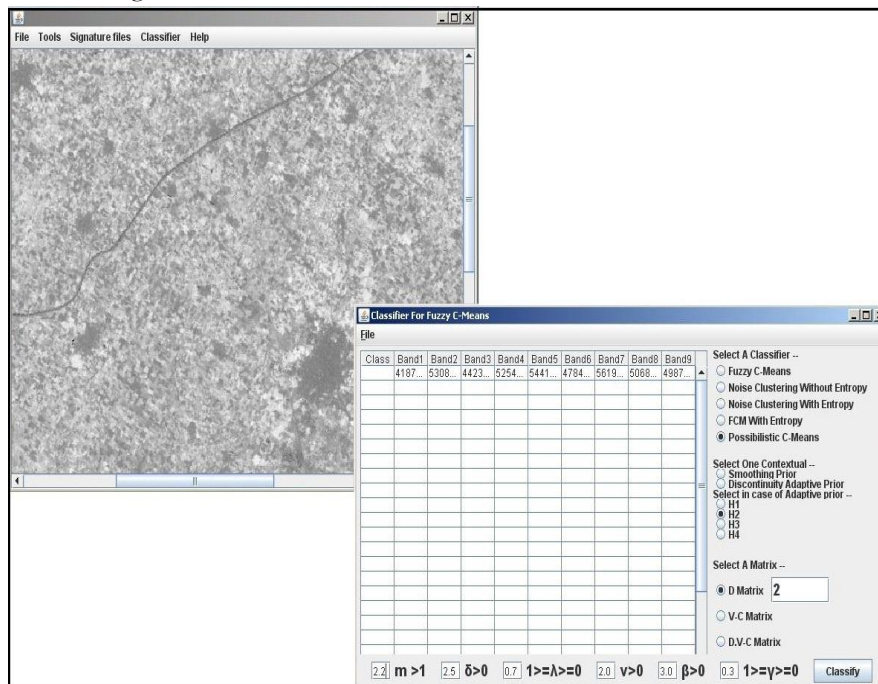 File Tools Signature files Classifier Help
Classifier For Fuzzy C-Means
File
Class Band1 Band2 Band3 Band4 Band5 Band6 Band7 Band8 Band9
4187... 5308... 4423... 5254... 5441... 4784... 5619... 5068... 4987...
Select A Classifier --
Fuzzy C-Means
Noise Clustering Without Entropy
Noise Clustering With Entropy
FCM With Entropy
Possibilistic C-Means
Select One Contextual --
Smoothing Prior
Discontinuity Adaptive Prior
Select in case of Adaptive prior --
H1
H2
H3
H4
Select A Matrix --
D Matrix 2
V-C Matrix
D.V-C Matrix
2.2 m >1 2.5 δ>0 0.7 1>=λ>=0 2.0 v>0 3.0 β>0 0.3 1>=γ>=0 Classify